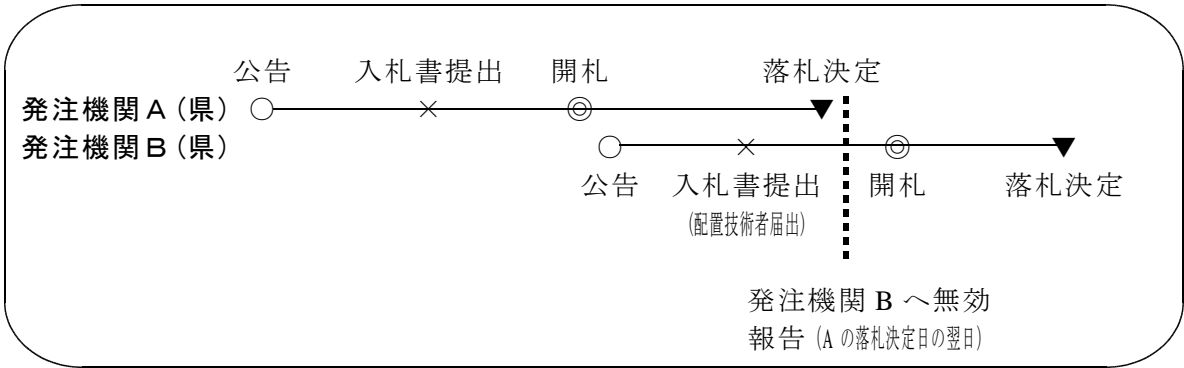 公告 入札書提出 開札 落札決定
発注機関A(県)
発注機関B(県)
公告 入札書提出 開札 落札決定
(配置技術者届出)
発注機関 B へ無効
報告(A の落札決定日の翌日)